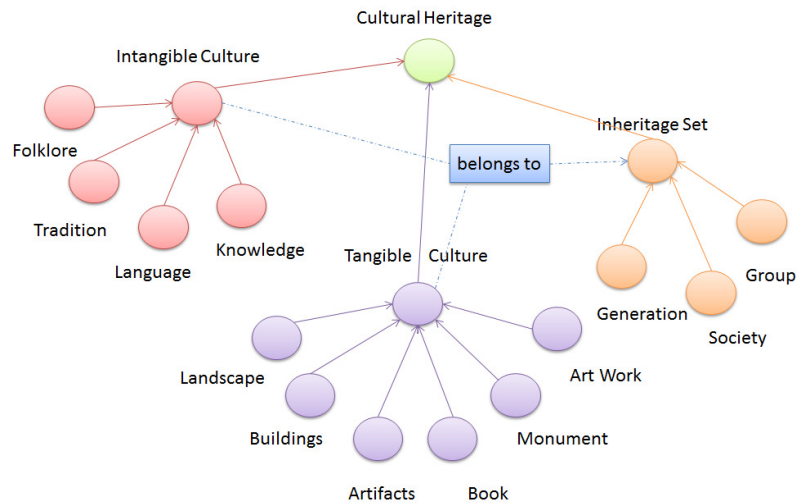 Cultural Heritage
Intangible Culture
Inheritage Set
Folklore
belongs to
Tradition
Knowledge
Language
Tangible Culture
Group
Generation
Society
Landscape
Art Work
Buildings
Monument
Artifacts
Book